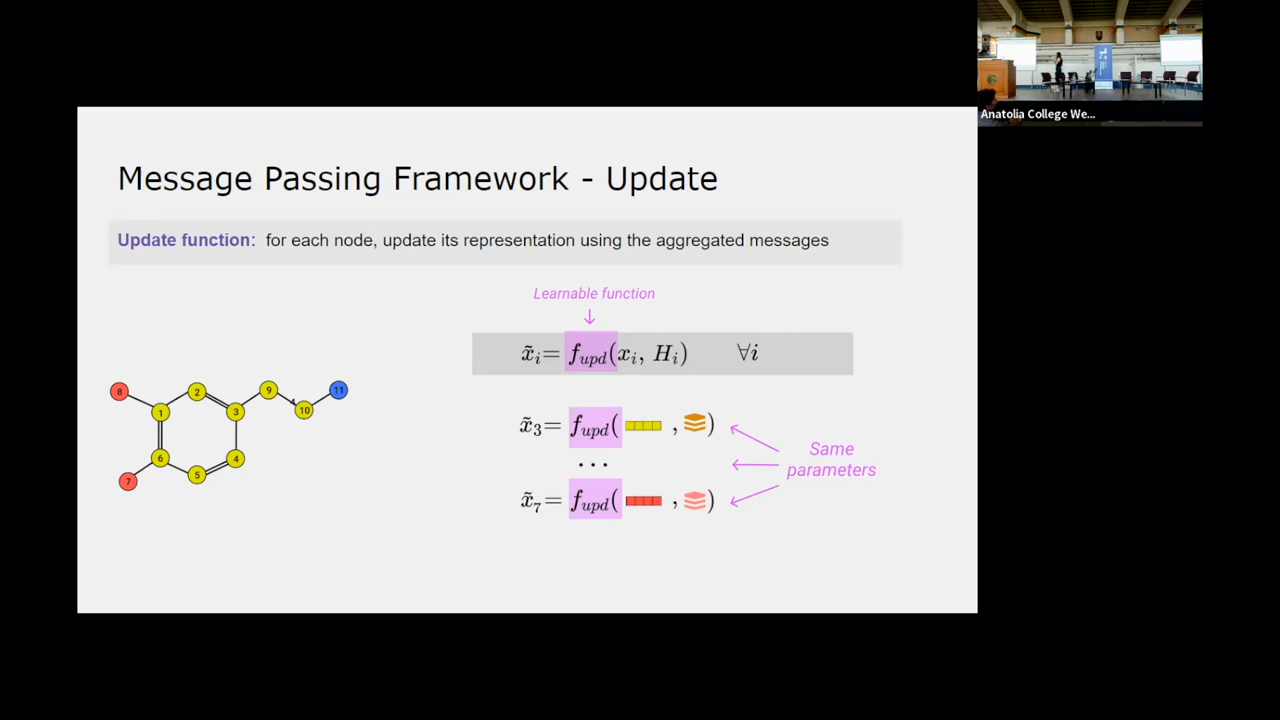 Anatolia College We...
Message Passing Framework - Update
Update function: for each node, update its representation using the aggregated messages
Learnable function
↓
x̃ᵢ= f_upd(xᵢ, Hᵢ) ∀i
x̃₃= f_upd( , )
...
x̃₇= f_upd( , )
Same
parameters
8
2
9
11
1
3
10
6
4
5
7